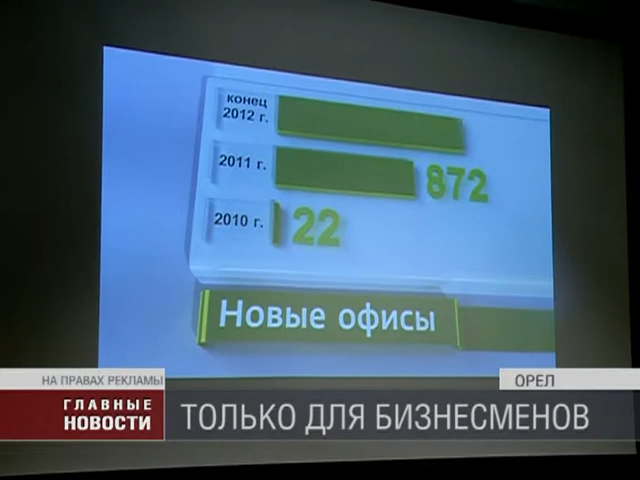 конец
2012 г.
2011 г.
872
2010 г.
22
Новые офисы
НА ПРАВАХ РЕКЛАМЫ
ОРЕЛ
ГЛАВНЫЕ
НОВОСТИ
ТОЛЬКО ДЛЯ БИЗНЕСМЕНОВ